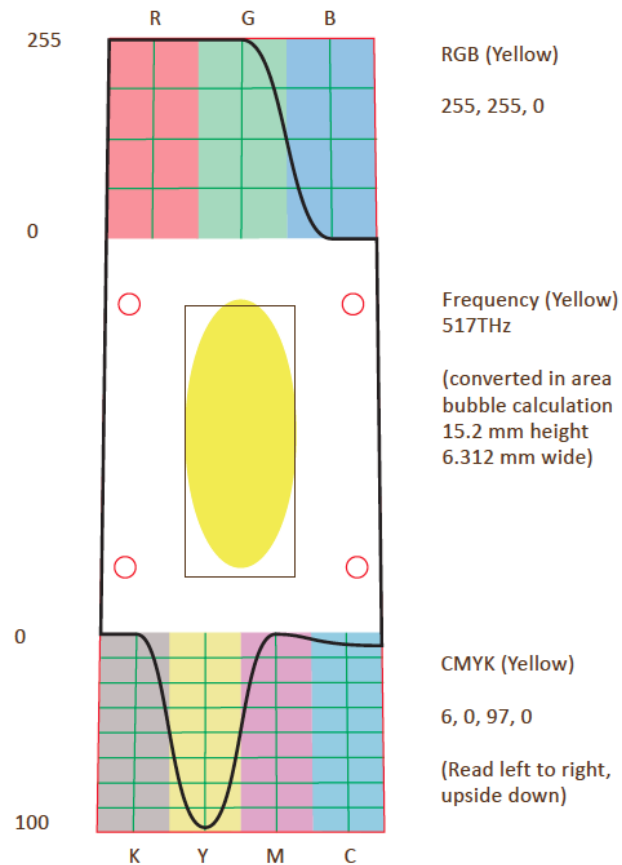 R G B
255
RGB (Yellow)
255, 255, 0
0
Frequency (Yellow)
517THz
(converted in area
bubble calculation
15.2 mm height
6.312 mm wide)
0
CMYK (Yellow)
6, 0, 97, 0
(Read left to right,
upside down)
100
K Y M C